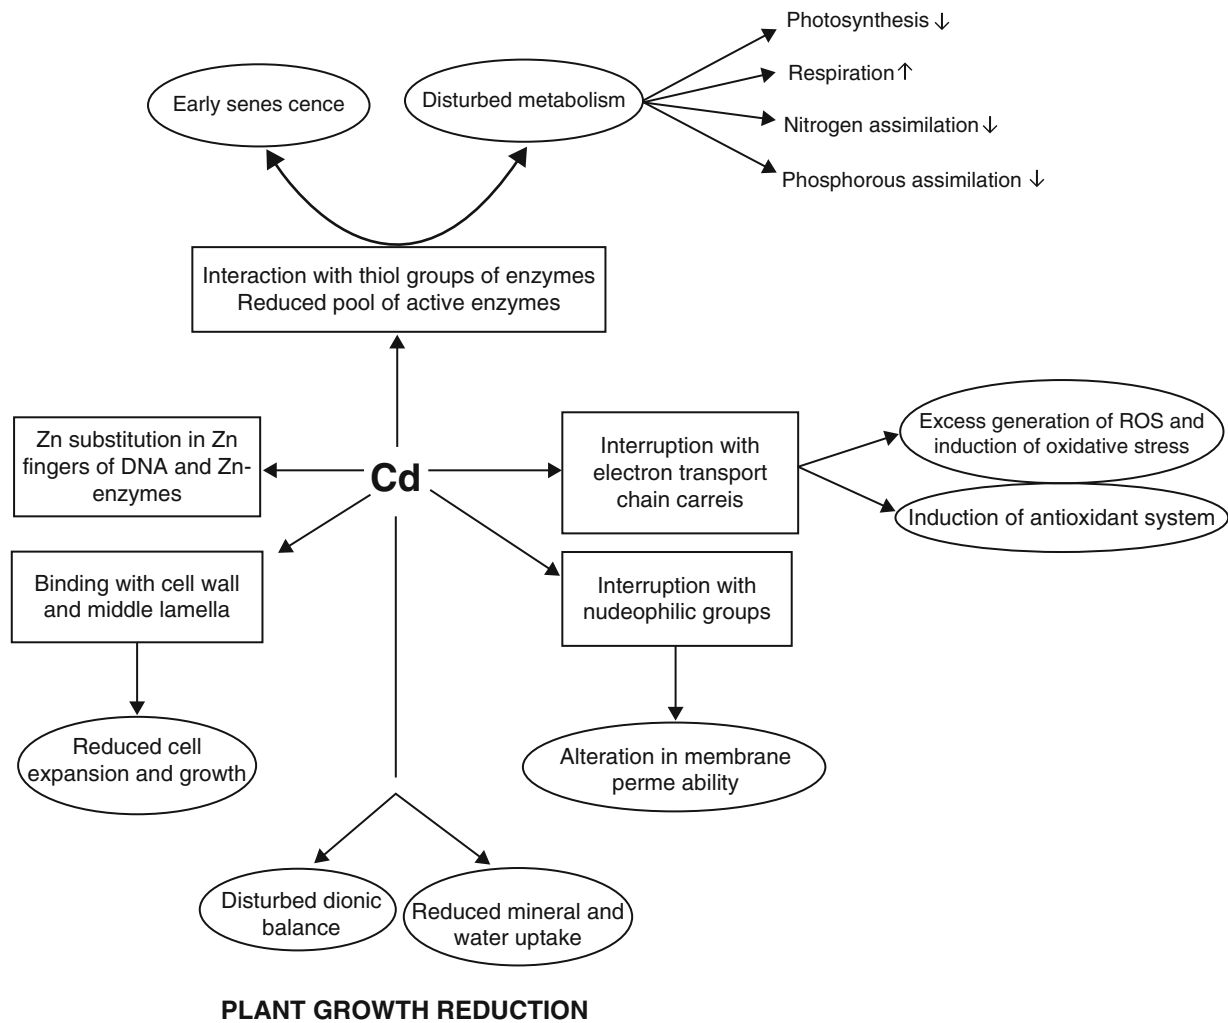 Photosynthesis ↓
Respiration ↑
Nitrogen assimilation ↓
Phosphorous assimilation ↓
Early senes cence
Disturbed metabolism
Interaction with thiol groups of enzymes
Reduced pool of active enzymes
Zn substitution in Zn
fingers of DNA and Zn-
enzymes
Cd
Interruption with
electron transport
chain carreis
Excess generation of ROS and
induction of oxidative stress
Induction of antioxidant system
Binding with cell wall
and middle lamella
Interruption with
nudeophilic groups
Reduced cell
expansion and growth
Alteration in membrane
perme ability
Disturbed dionic
balance
Reduced mineral and
water uptake
PLANT GROWTH REDUCTION